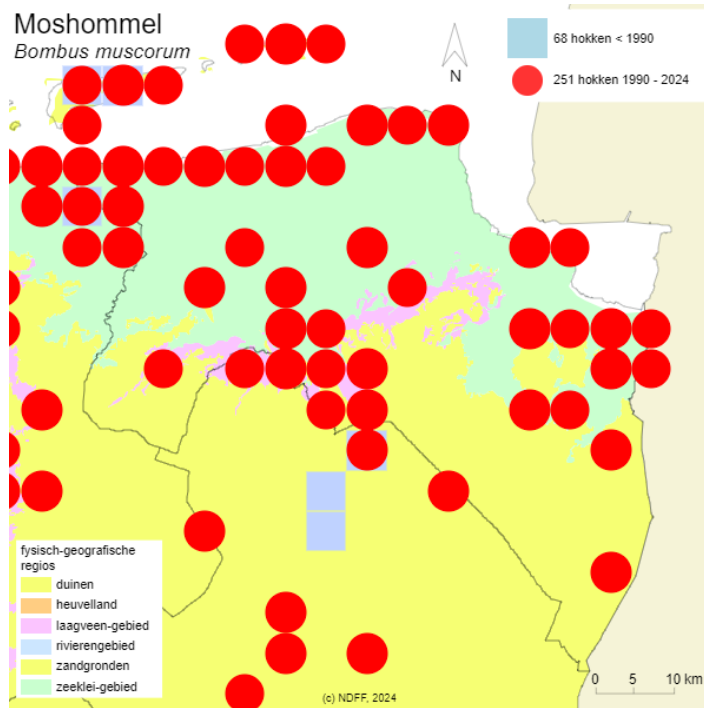 Moshommel
Bombus muscorum
N
68 hokken < 1990
251 hokken 1990 - 2024
fysisch-geografische
regios
duinen
heuvelland
laagveen-gebied
rivierengebied
zandgronden
zeeklei-gebied
(c) NDFF, 2024
0 5 10 km